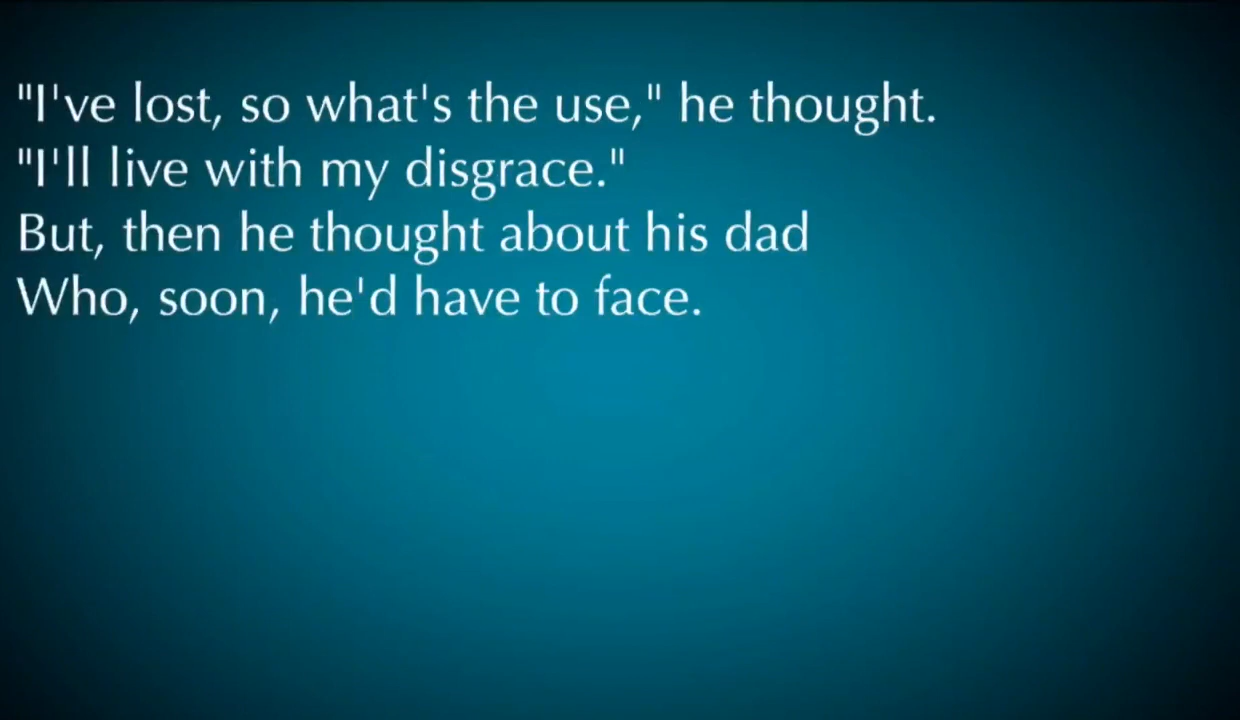 "I've lost, so what's the use," he thought.
"I'll live with my disgrace."
But, then he thought about his dad
Who, soon, he'd have to face.